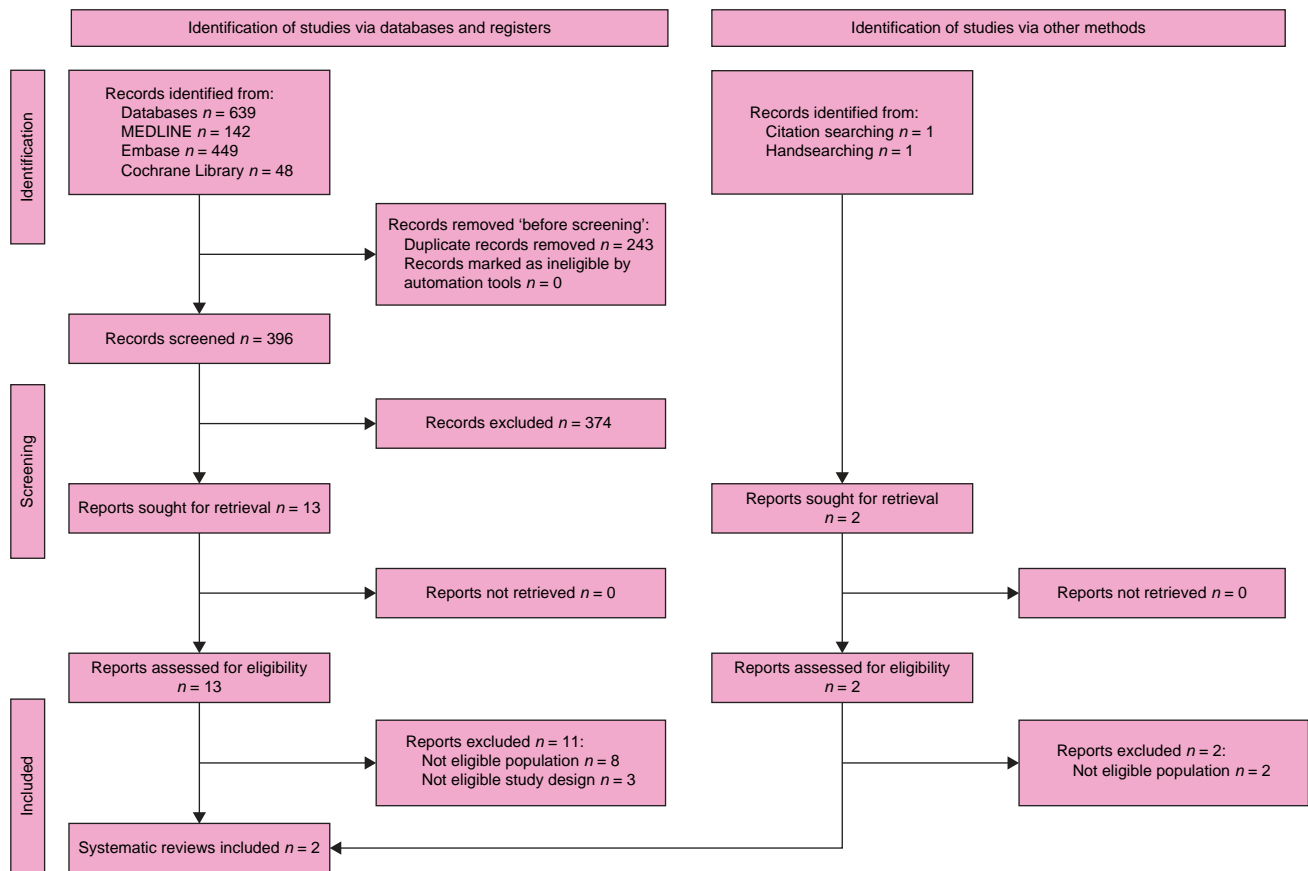 Identification of studies via databases and registers
Identification of studies via other methods
Identification
Records identified from:
Databases n = 639
MEDLINE n = 142
Embase n = 449
Cochrane Library n = 48
Records identified from:
Citation searching n = 1
Handsearching n = 1
Records removed ‘before screening’:
Duplicate records removed n = 243
Records marked as ineligible by
automation tools n = 0
Records screened n = 396
Screening
Records excluded n = 374
Reports sought for retrieval n = 13
Reports sought for retrieval
n = 2
Reports not retrieved n = 0
Reports not retrieved n = 0
Reports assessed for eligibility
n = 13
Reports assessed for eligibility
n = 2
Included
Reports excluded n = 11:
Not eligible population n = 8
Not eligible study design n = 3
Reports excluded n = 2:
Not eligible population n = 2
Systematic reviews included n = 2